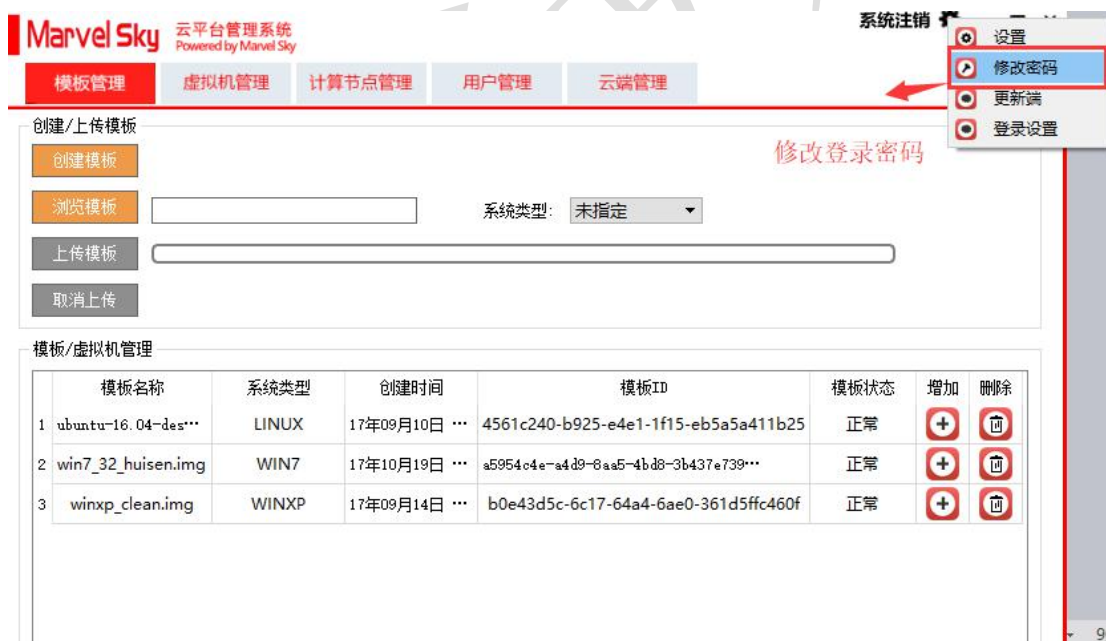 系统注销
Marvel Sky 云平台管理系统
Powered by Marvel Sky
设置
修改密码
更新端
登录设置
模板管理 虚拟机管理 计算节点管理 用户管理 云端管理
创建/上传模板
创建模板
修改登录密码
浏览模板 系统类型: 未指定
上传模板
取消上传
模板/虚拟机管理
模板名称 系统类型 创建时间 模板ID 模板状态 增加 删除
1 ubuntu-16.04-des… LINUX 17年09月10日 … 4561c240-b925-e4e1-1f15-eb5a5a411b25 正常
2 win7_32_huisen.img WIN7 17年10月19日 … a5954c4e-a4d9-8aa5-4bd8-3b437e739… 正常
3 winxp_clean.img WINXP 17年09月14日 … b0e43d5c-6c17-64a4-6ae0-361d5ffc460f 正常
9